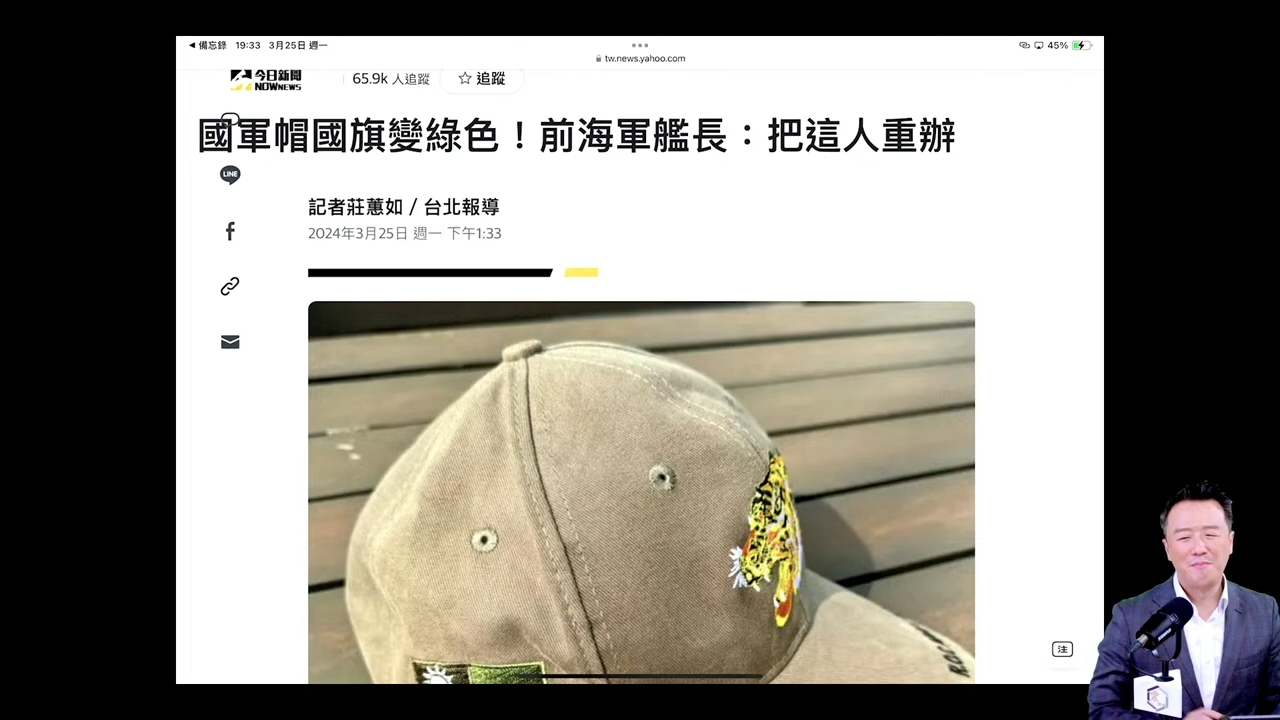 備忘錄 19:33 3月25日 週一
45%
tw.news.yahoo.com
今日新聞 NOWNEWS
65.9k 人追蹤
追蹤
國軍帽國旗變綠色！前海軍艦長：把這人重辦
LINE
記者莊蕙如 / 台北報導
2024年3月25日 週一 下午1:33
注